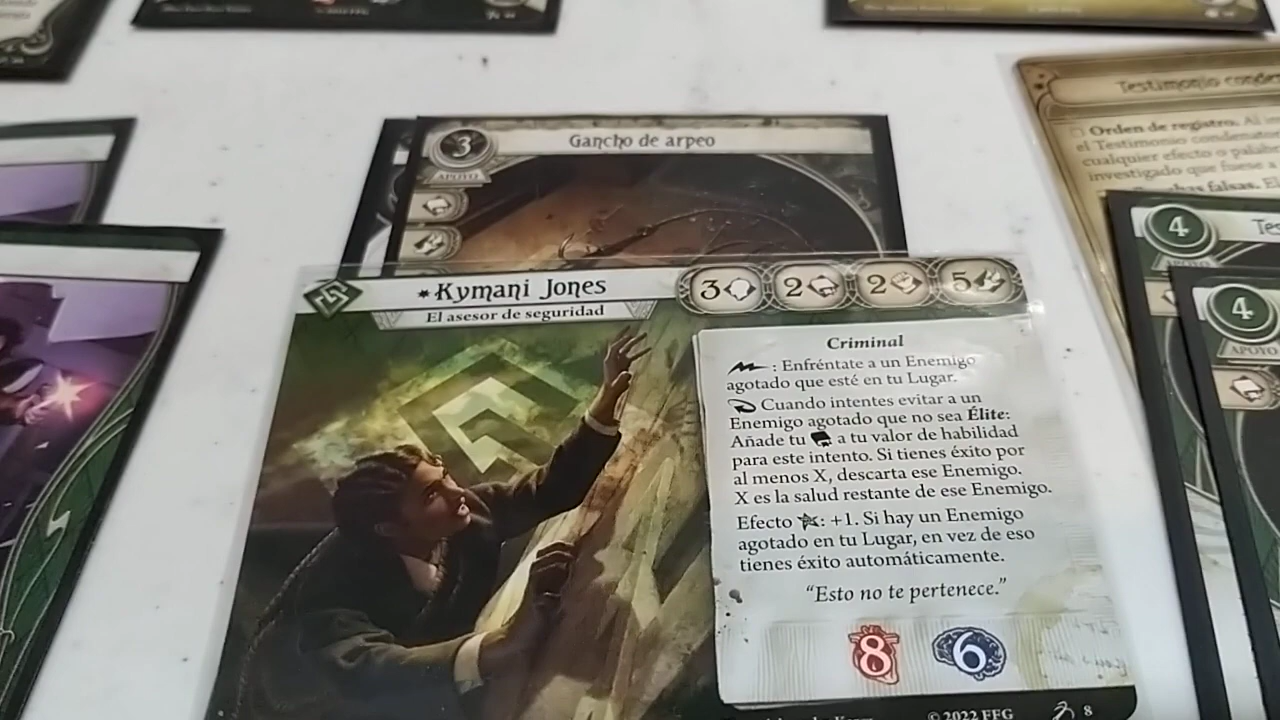 3
Gancho de arpeo
APOYO
Testimonio
Orden de registro. Al
el Testimonio
cualquier efecto o
investigado que fuese a
falsas. El
4
4
APOYO
*Kymani Jones
3 2 2 5
El asesor de seguridad
Criminal
: Enfréntate a un Enemigo
agotado que esté en tu Lugar.
Cuando intentes evitar a un
Enemigo agotado que no sea Élite:
Añade tu a tu valor de habilidad
para este intento. Si tienes éxito por
al menos X, descarta ese Enemigo.
X es la salud restante de ese Enemigo.
Efecto : +1. Si hay un Enemigo
agotado en tu Lugar, en vez de eso
tienes éxito automáticamente.
“Esto no te pertenece.”
8 6
© 2022 FFG 8